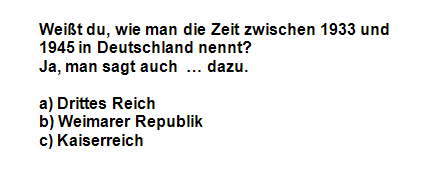 Weißt du, wie man die Zeit zwischen 1933 und
1945 in Deutschland nennt?
Ja, man sagt auch … dazu.
a) Drittes Reich
b) Weimarer Republik
c) Kaiserreich